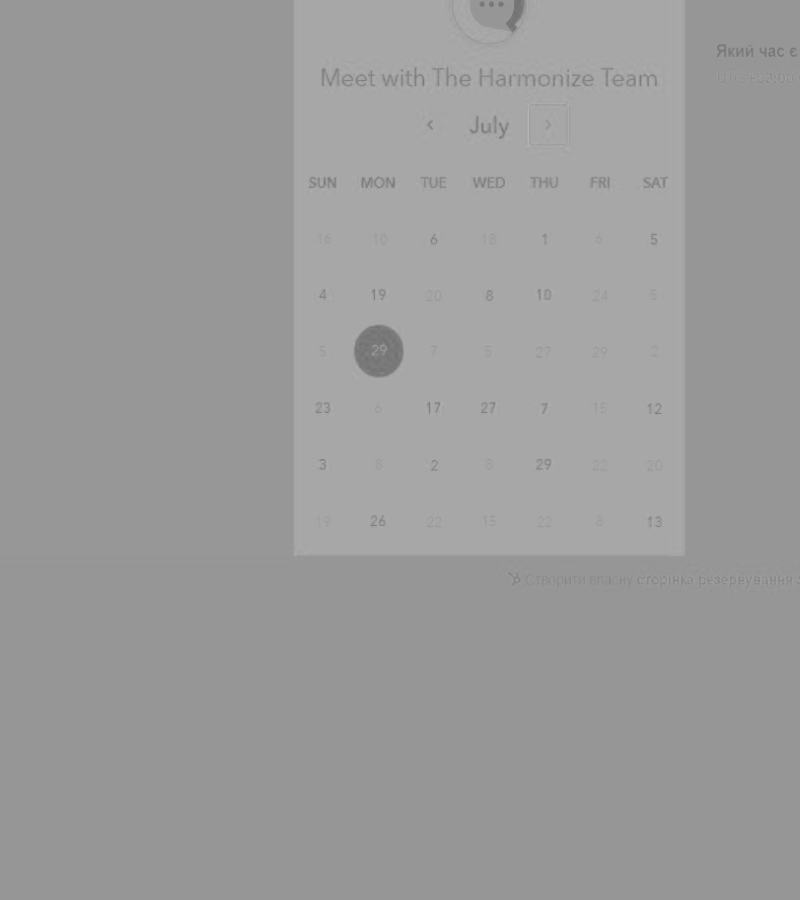 Який час є
Meet with The Harmonize Team
July
SUN MON TUE WED THU FRI SAT
16 10 6 18 1 6 5
4 19 20 8 10 24 5
5 29 7 5 27 29 2
23 6 17 27 7 15 12
3 8 2 8 29 22 20
19 26 22 15 22 8 13
Створити власну сторінка резервування